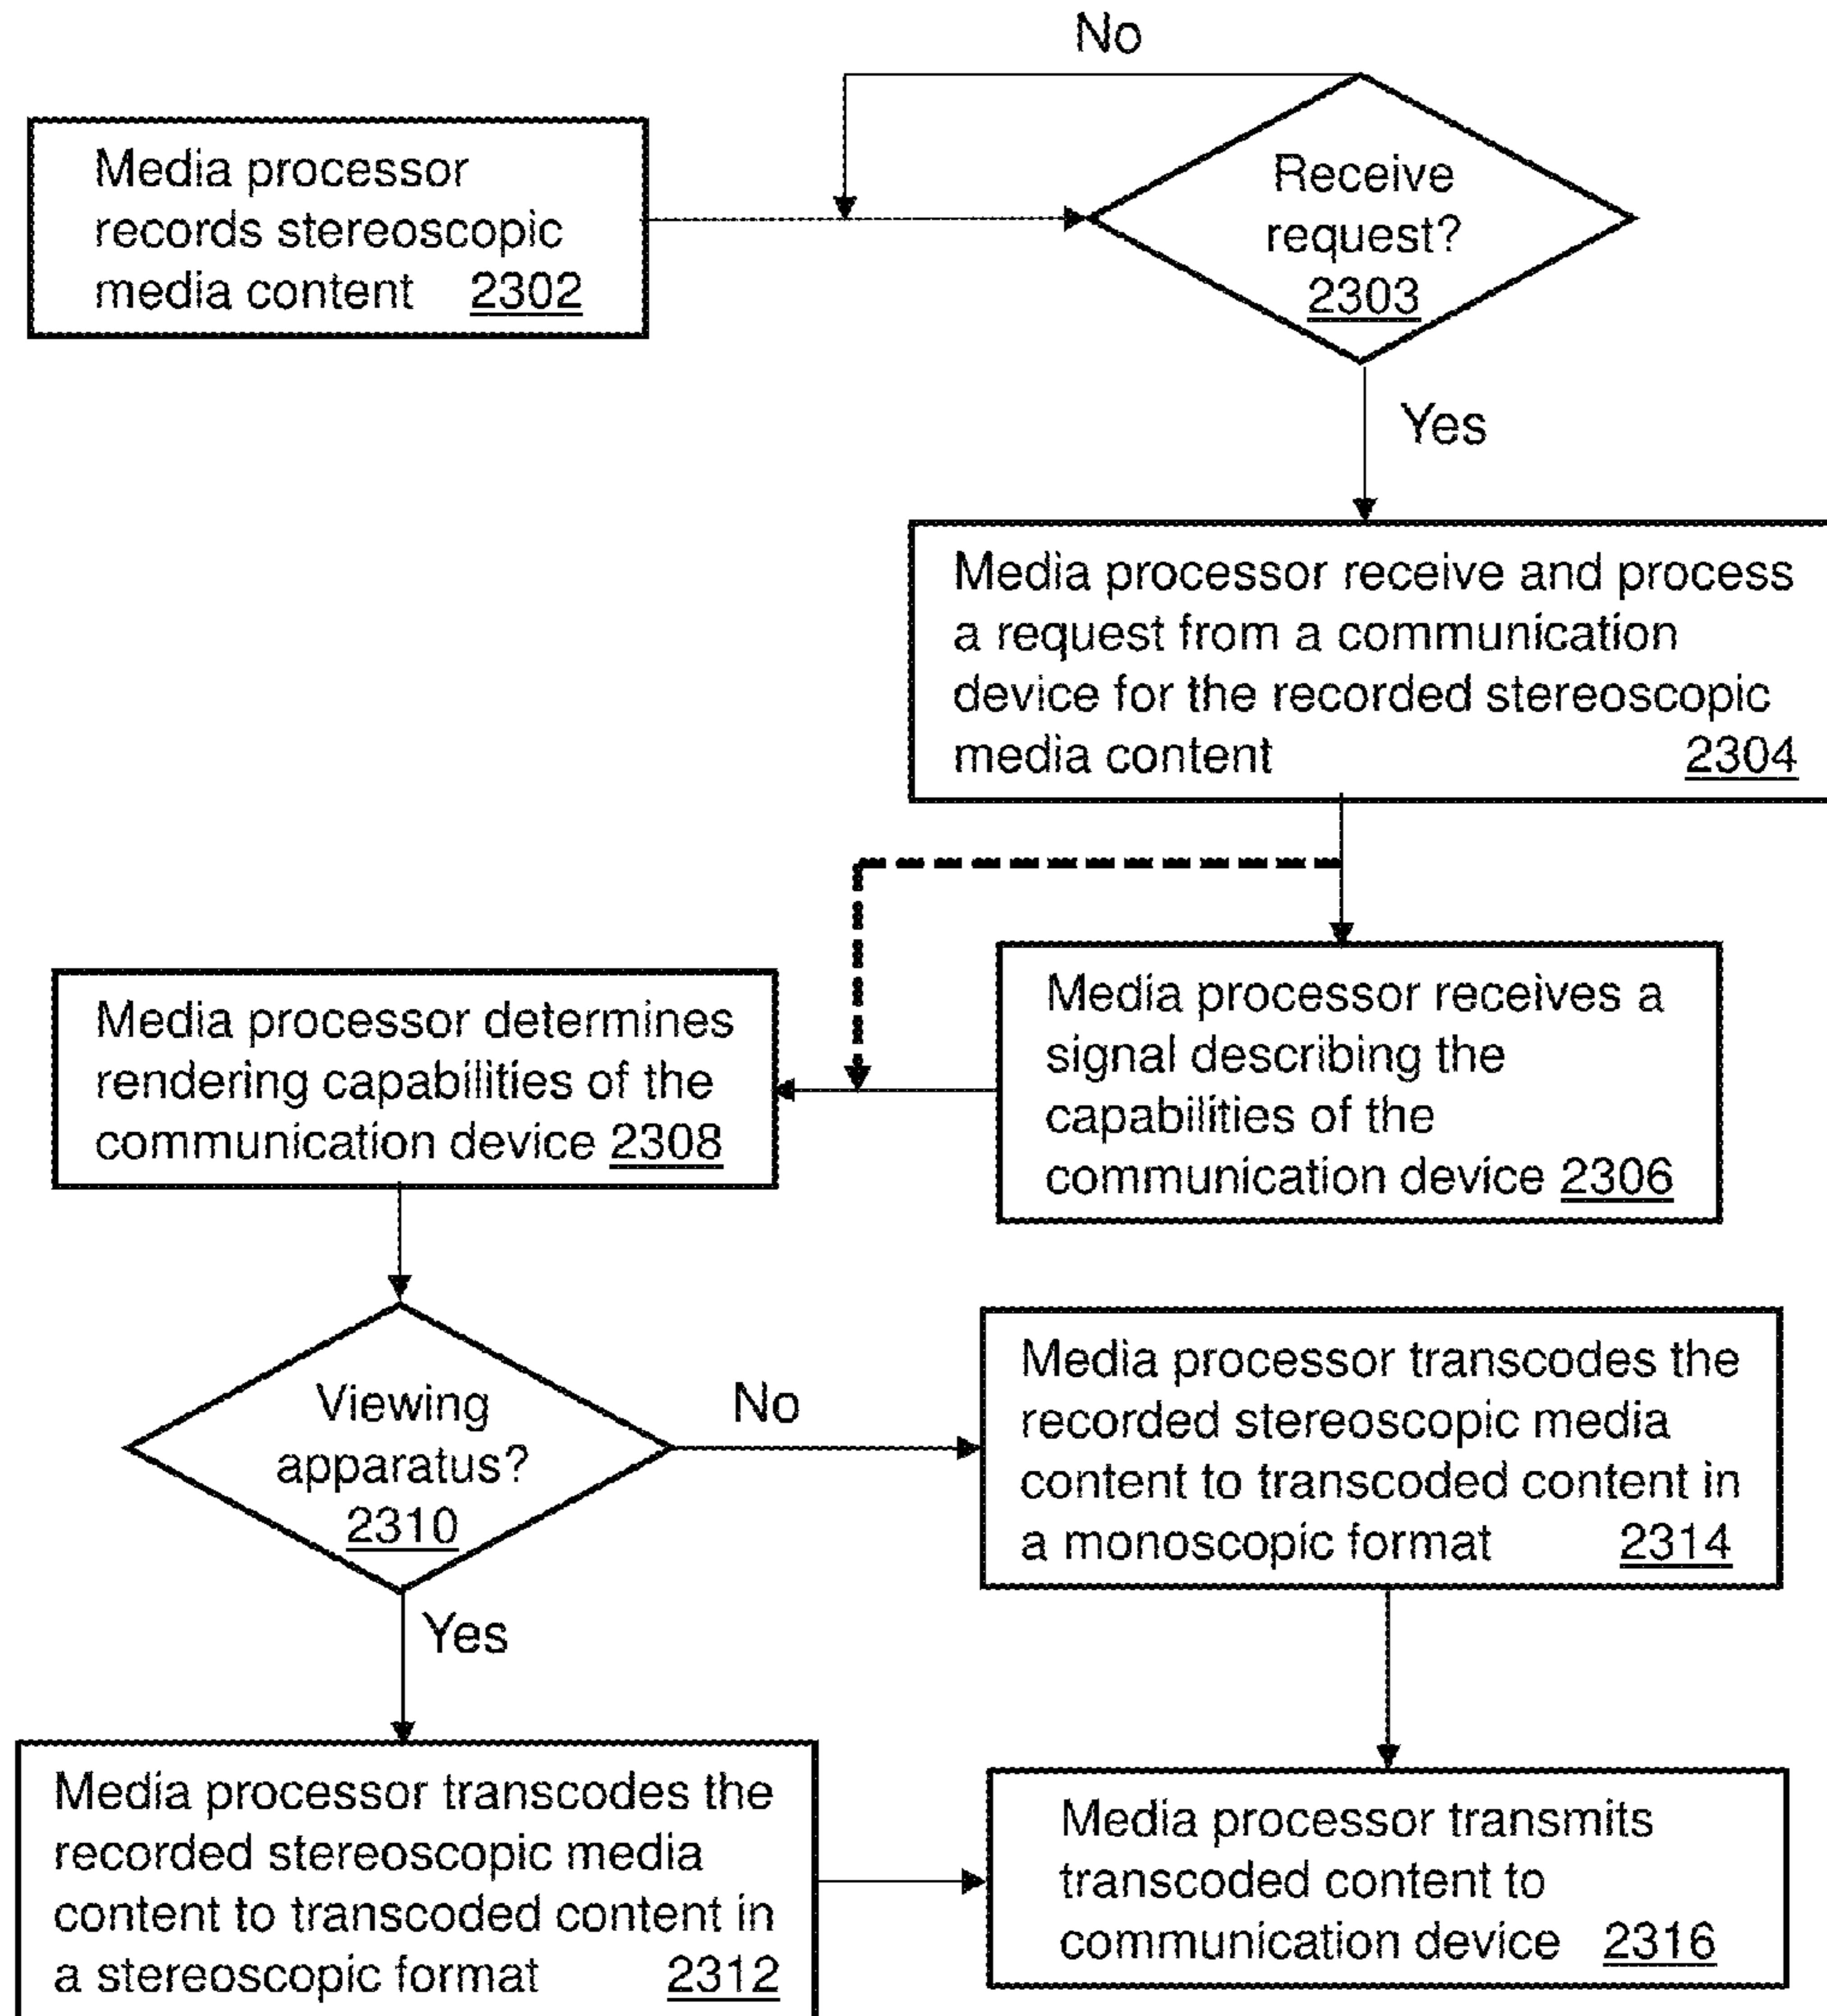 No
Media processor
records stereoscopic
media content 2302
Receive
request?
2303
Yes
Media processor receive and process
a request from a communication
device for the recorded stereoscopic
media content 2304
Media processor receives a
signal describing the
capabilities of the
communication device 2306
Media processor determines
rendering capabilities of the
communication device 2308
Viewing
apparatus?
2310
No
Media processor transcodes the
recorded stereoscopic media
content to transcoded content in
a monoscopic format 2314
Yes
Media processor transcodes the
recorded stereoscopic media
content to transcoded content in
a stereoscopic format 2312
Media processor transmits
transcoded content to
communication device 2316